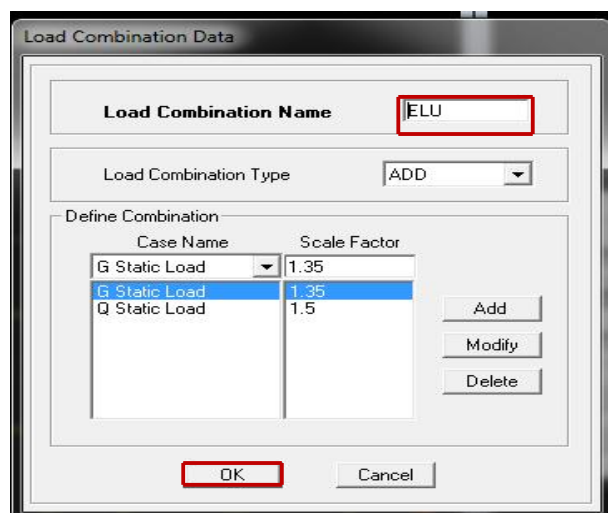 Load Combination Data
Load Combination Name ELU
Load Combination Type ADD
Define Combination
Case Name Scale Factor
G Static Load 1.35
G Static Load 1.35
Q Static Load 1.5
Add
Modify
Delete
OK Cancel